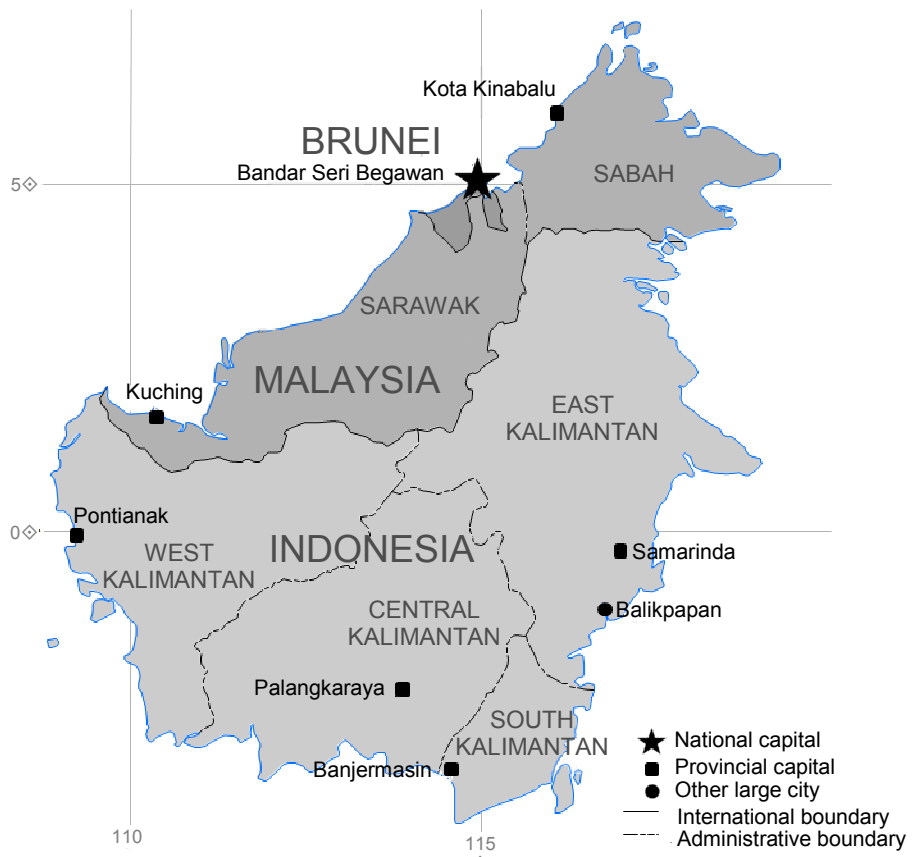 Kota Kinabalu
BRUNEI
Bandar Seri Begawan
SABAH
5
SARAWAK
MALAYSIA
Kuching
EAST
KALIMANTAN
Pontianak
0
INDONESIA
WEST
KALIMANTAN
Samarinda
CENTRAL
KALIMANTAN
Balikpapan
Palangkaraya
SOUTH
KALIMANTAN
Banjermasin
National capital
Provincial capital
Other large city
International boundary
Administrative boundary
110
115